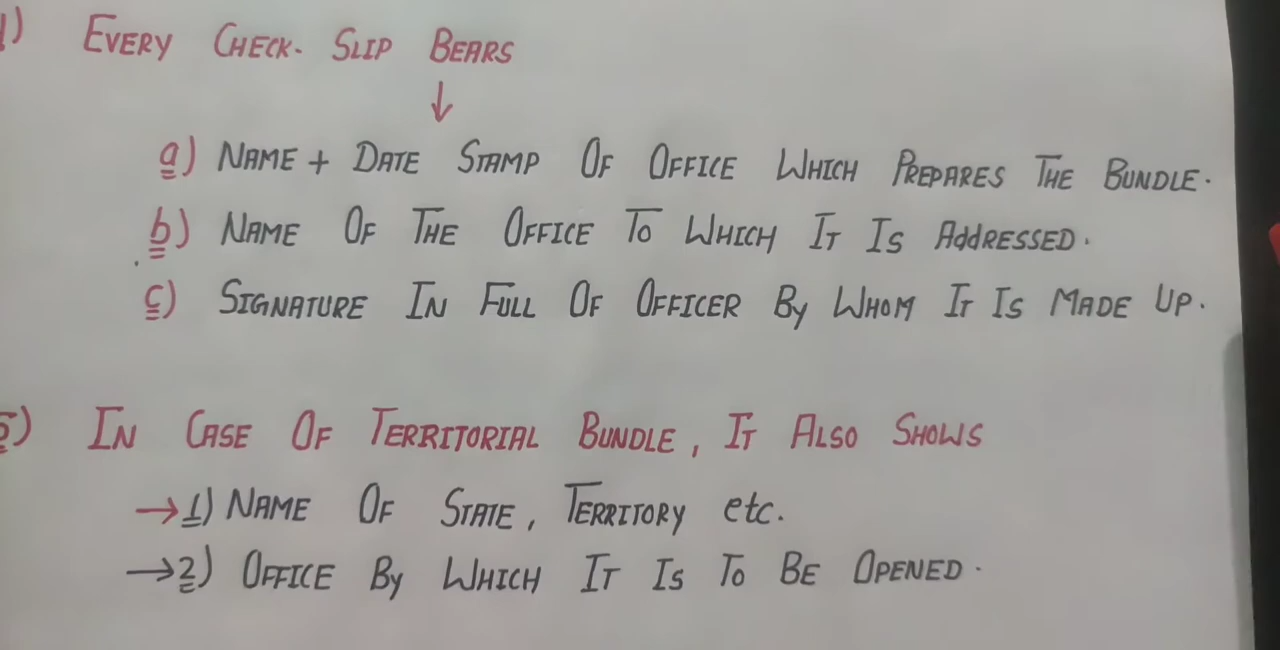 ) EVERY CHECK- SLIP BEARS
↓
a) NAME + DATE STAMP OF OFFICE WHICH PREPARES THE BUNDLE.
b) NAME OF THE OFFICE TO WHICH IT IS ADDRESSED.
c) SIGNATURE IN FULL OF OFFICER BY WHOM IT IS MADE UP.
5) IN CASE OF TERRITORIAL BUNDLE, IT ALSO SHOWS
→ 1) NAME OF STATE, TERRITORY etc.
→ 2) OFFICE BY WHICH IT IS TO BE OPENED.